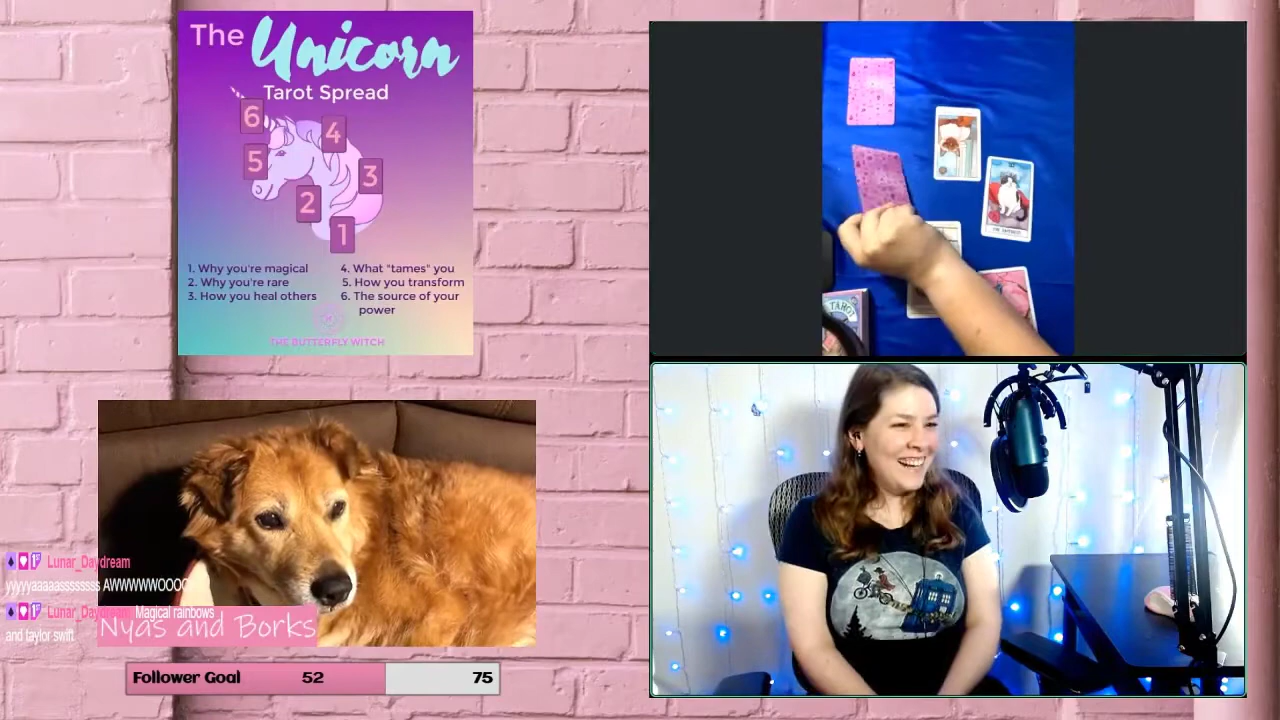 The Unicorn
Tarot Spread
6
4
5
3
2
1
1. Why you're magical
2. Why you're rare
3. How you heal others
4. What "tames" you
5. How you transform
6. The source of your
power
THE BUTTERFLY WITCH
TAROT
Lunar_Daydream
yyyyyaaaaassssssss AWWWWWOOOO
Lunar_Daydream Magical rainbows
and taylor swift
Nyas and Borks
Follower Goal 52 75